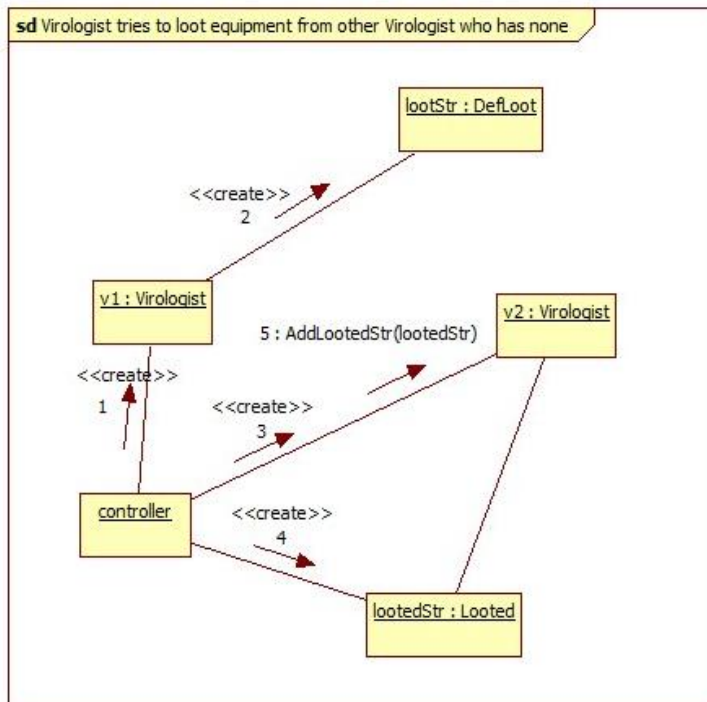 sd Virologist tries to loot equipment from other Virologist who has none
lootStr : DefLoot
<<create>>
2
v1 : Virologist
v2 : Virologist
5 : AddLootedStr(lootedStr)
<<create>>
1
<<create>>
3
controller
<<create>>
4
lootedStr : Looted